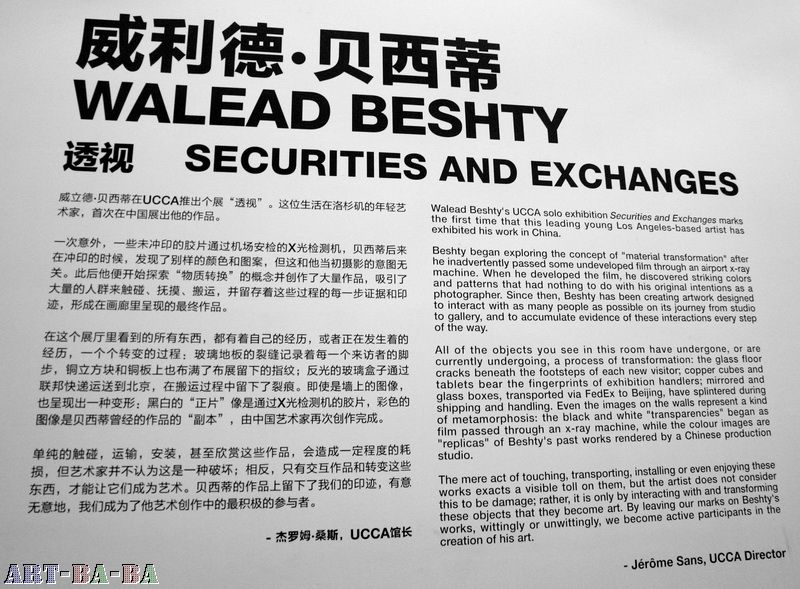 威利德·贝西蒂
WALEAD BESHTY
透视 SECURITIES AND EXCHANGES
威立德·贝西蒂在UCCA推出个展“透视”。这位生活在洛杉矶的年轻艺
术家，首次在中国展出他的作品。
一次意外，一些未冲印的胶片通过机场安检的X光检测机，贝西蒂后来
在冲印的时候，发现了别样的颜色和图案，但这和他当初摄影的意图无
关。此后他便开始探索“物质转换”的概念并创作了大量作品，吸引了
大量的人群来触碰、抚摸、搬运，并留存着这些过程的每一步证据和印
迹，形成在画廊里呈现的最终作品。
在这个展厅里看到的所有东西，都有着自己的经历，或者正在发生着的
经历，一个个转变的过程：玻璃地板的裂缝记录着每一个来访者的脚
步，铜立方块和铜板上也布满了布展留下的指纹；反光的玻璃盒子通过
联邦快递运送到北京，在搬运过程中留下了裂痕。即使是墙上的图像，
也呈现出一种变形：黑白的“正片”像是通过X光检测机的胶片，彩色的
图像是贝西蒂曾经的作品的“副本”，由中国艺术家再次创作完成。
单纯的触碰，运输，安装，甚至欣赏这些作品，会造成一定程度的耗
损，但艺术家并不认为这是一种破坏；相反，只有交互作品和转变这些
东西，才能让它们成为艺术。贝西蒂的作品上留下了我们的印迹，有意
无意地，我们成为了他艺术创作中的最积极的参与者。
- 杰罗姆·桑斯，UCCA馆长
Walead Beshty's UCCA solo exhibition Securities and Exchanges marks
the first time that this leading young Los Angeles-based artist has
exhibited his work in China.
Beshty began exploring the concept of "material transformation" after
he inadvertently passed some undeveloped film through an airport x-ray
machine. When he developed the film, he discovered striking colors
and patterns that had nothing to do with his original intentions as a
photographer. Since then, Beshty has been creating artwork designed
to interact with as many people as possible on its journey from studio
to gallery, and to accumulate evidence of these interactions every step
of the way.
All of the objects you see in this room have undergone, or are
currently undergoing, a process of transformation: the glass floor
cracks beneath the footsteps of each new visitor; copper cubes and
tablets bear the fingerprints of exhibition handlers; mirrored and
glass boxes, transported via FedEx to Beijing, have splintered during
shipping and handling. Even the images on the walls represent a kind
of metamorphosis: the black and white "transparencies" began as
film passed through an x-ray machine, while the colour images are
"replicas" of Beshty's past works rendered by a Chinese production
studio.
The mere act of touching, transporting, installing or even enjoying these
works exacts a visible toll on them, but the artist does not consider
this to be damage; rather, it is only by interacting with and transforming
these objects that they become art. By leaving our marks on Beshty's
works, wittingly or unwittingly, we become active participants in the
creation of his art.
- Jérôme Sans, UCCA Director
ART-BA-BA